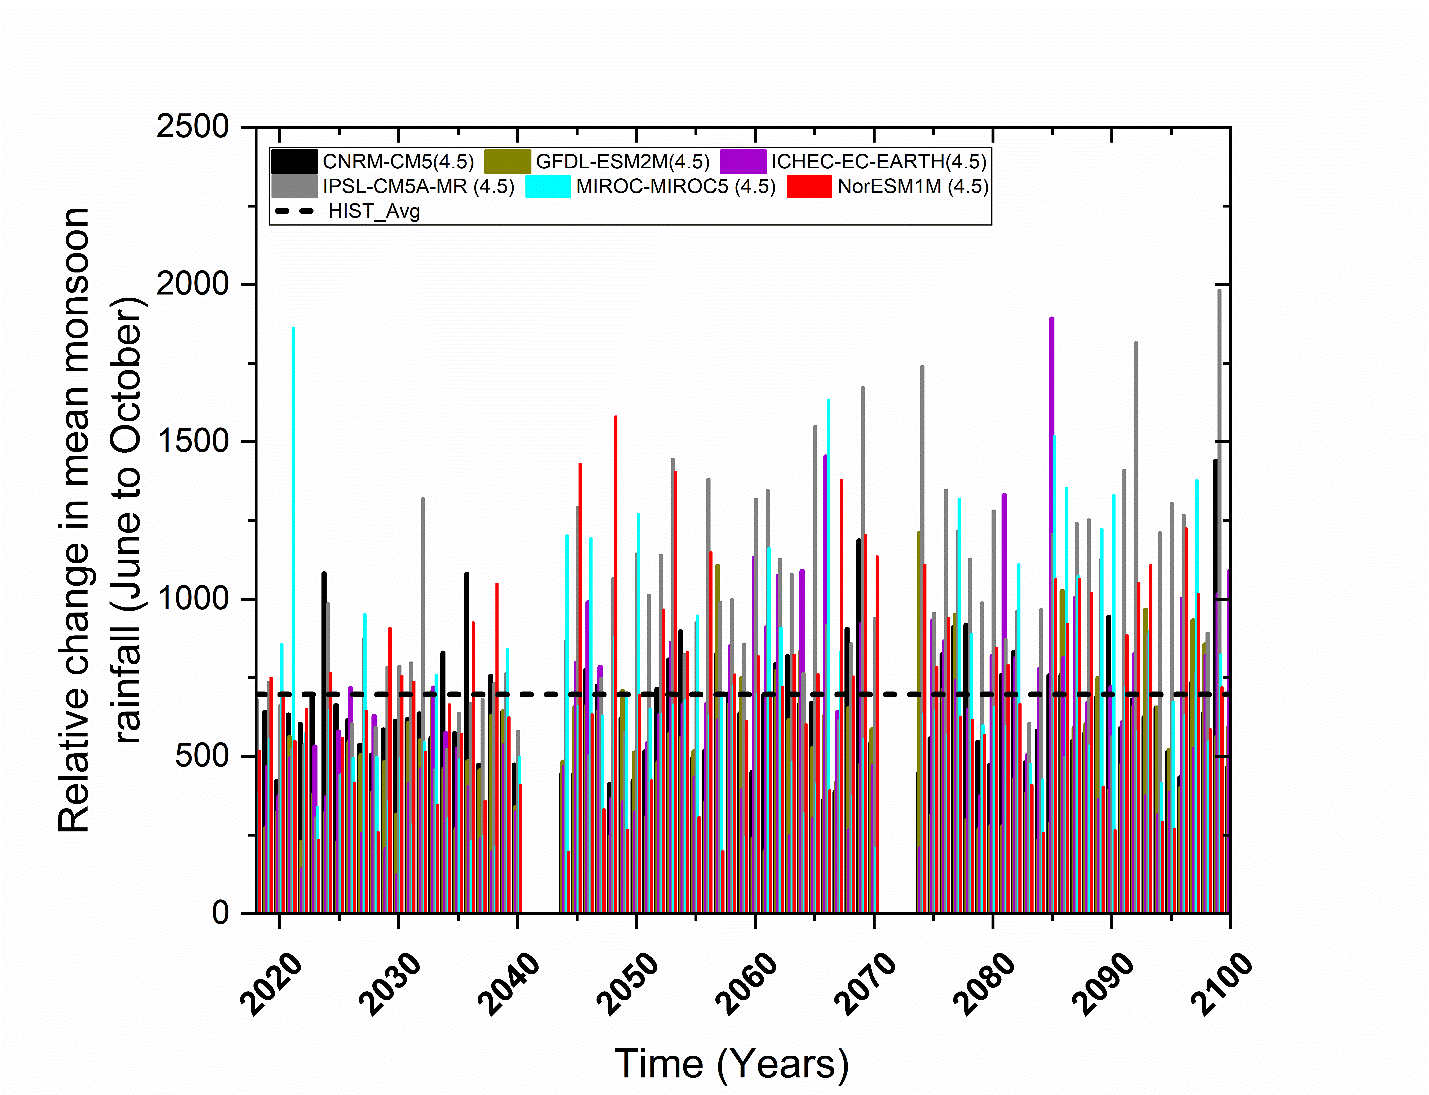 Relative change in mean monsoon
rainfall (June to October)
2500
2000
1500
1000
500
0
CNRM-CM5(4.5) GFDL-ESM2M(4.5) ICHEC-EC-EARTH(4.5)
IPSL-CM5A-MR (4.5) MIROC-MIROC5 (4.5) NorESM1M (4.5)
HIST_Avg
2020 2030 2040 2050 2060 2070 2080 2090 2100
Time (Years)